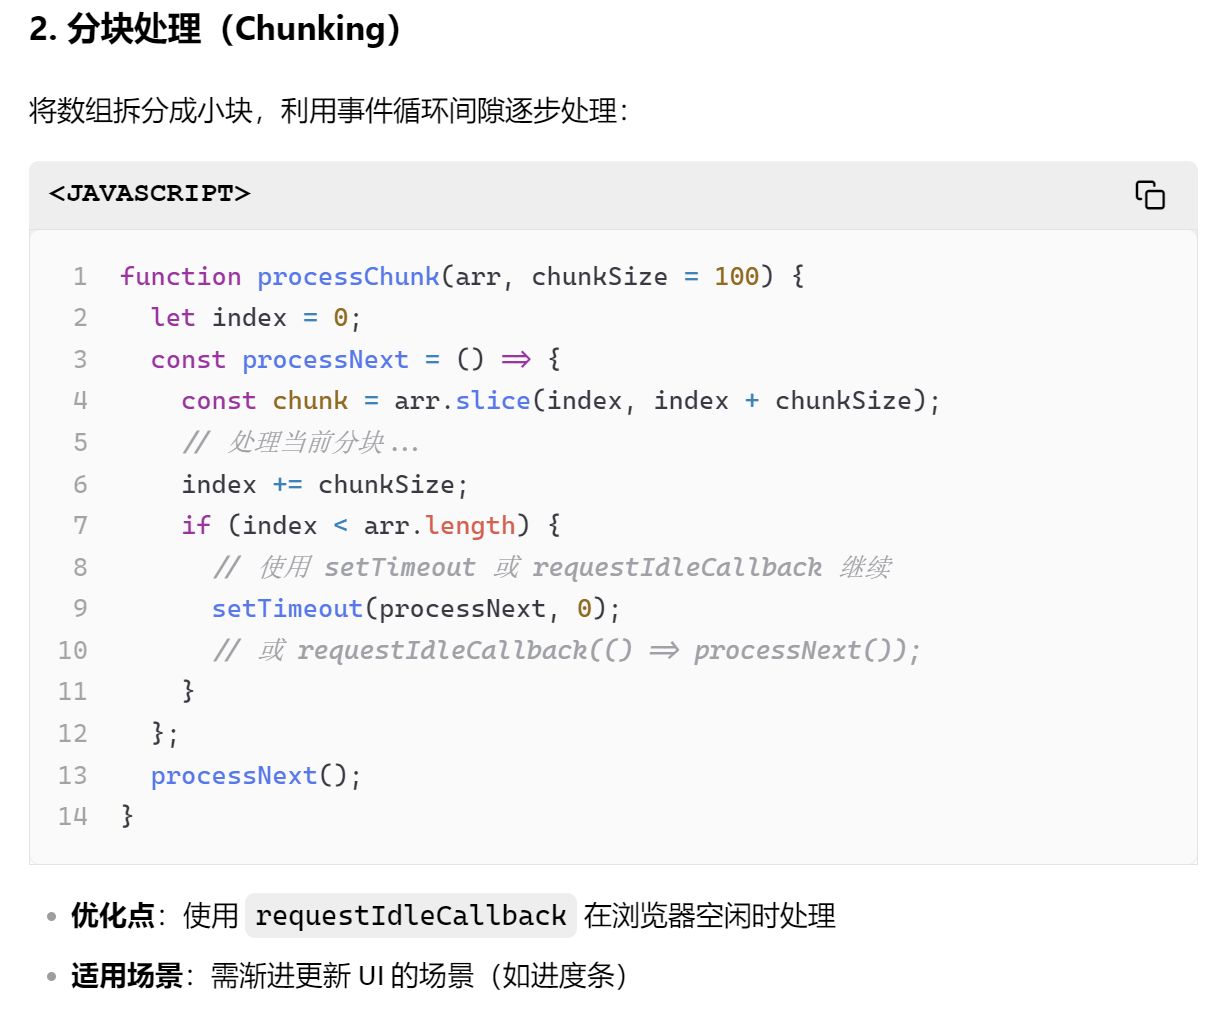 2. 分块处理（Chunking）
将数组拆分成小块，利用事件循环间隙逐步处理：
<JAVASCRIPT>
1 function processChunk(arr, chunkSize = 100) {
2   let index = 0;
3   const processNext = () => {
4     const chunk = arr.slice(index, index + chunkSize);
5     // 处理当前分块...
6     index += chunkSize;
7     if (index < arr.length) {
8       // 使用 setTimeout 或 requestIdleCallback 继续
9       setTimeout(processNext, 0);
10       // 或 requestIdleCallback(() => processNext());
11     }
12   };
13   processNext();
14 }
• 优化点：使用 requestIdleCallback 在浏览器空闲时处理
• 适用场景：需渐进更新 UI 的场景（如进度条）